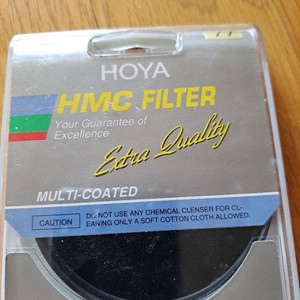 77
HOYA
HMC FILTER
Your Guarantee of
Excellence
Extra Quality
MULTI-COATED
CAUTION
DO NOT USE ANY CHEMICAL CLENSER FOR CL-
EANING ONLY A SOFT COTTON CLOTH ALLOWED.